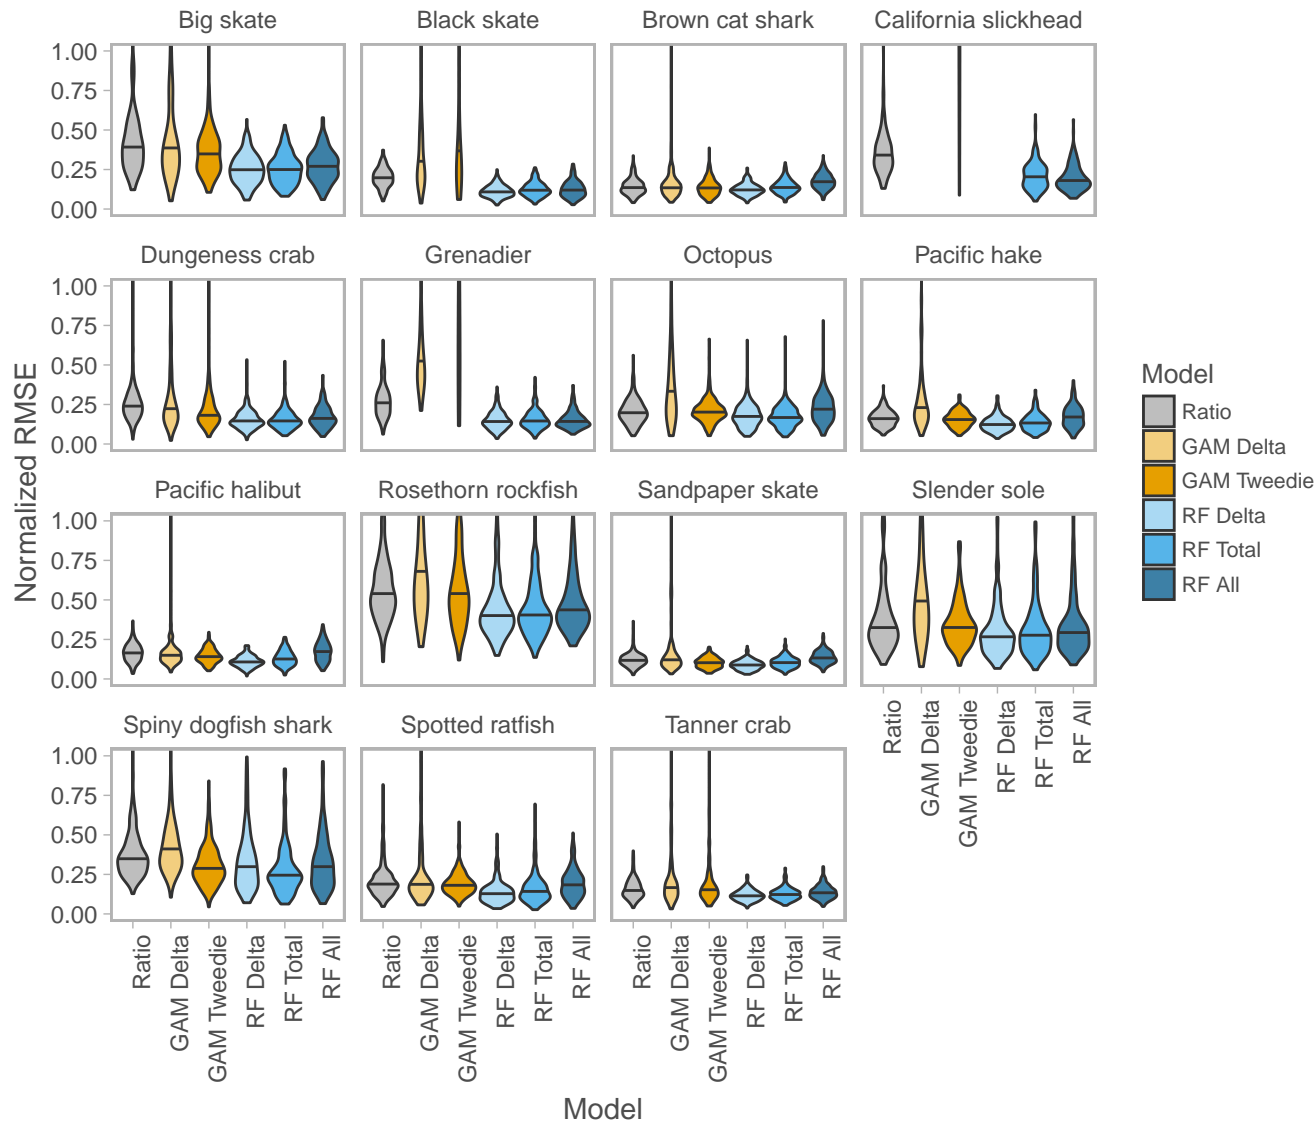 Big skate
Black skate
Brown cat shark
California slickhead
1.00
0.75
0.50
0.25
0.00
Dungeness crab
Grenadier
Octopus
Pacific hake
1.00
0.75
0.50
0.25
0.00
Normalized RMSE
Pacific halibut
Rosethorn rockfish
Sandpaper skate
Slender sole
1.00
0.75
0.50
0.25
0.00
Ratio
GAM Delta
GAM Tweedie
RF Delta
RF Total
RF All
Spiny dogfish shark
Spotted ratfish
Tanner crab
1.00
0.75
0.50
0.25
0.00
Ratio
GAM Delta
GAM Tweedie
RF Delta
RF Total
RF All
Ratio
GAM Delta
GAM Tweedie
RF Delta
RF Total
RF All
Ratio
GAM Delta
GAM Tweedie
RF Delta
RF Total
RF All
Model
Model
Ratio
GAM Delta
GAM Tweedie
RF Delta
RF Total
RF All